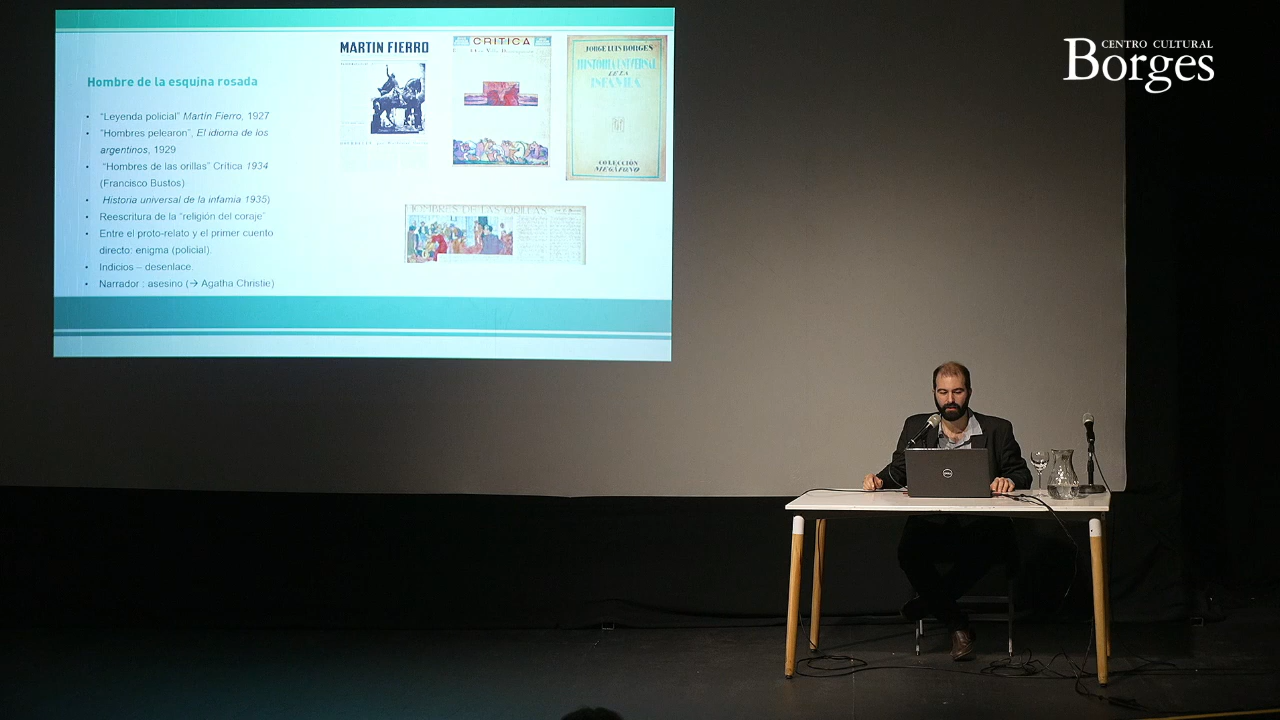 CENTRO CULTURAL
Borges
Hombre de la esquina rosada
• "Leyenda policial" Martín Fierro, 1927
• "Hombres pelearon", El idioma de los
argentinos, 1929
• "Hombres de las orillas" Crítica 1934
(Francisco Bustos)
• Historia universal de la infamia 1935)
• Reescritura de la "religión del coraje"
• Entre el proto-relato y el primer cuento
directo: enigma (policial).
• Indicios – desenlace.
• Narrador : asesino (→ Agatha Christie)
MARTIN FIERRO
CRITICA
JORGE LUIS BORGES
HISTORIA UNIVERSAL
DE LA
INFAMIA
COLECCIÓN
MEGÁFONO
HOMBRES DE LAS ORILLAS
DELL